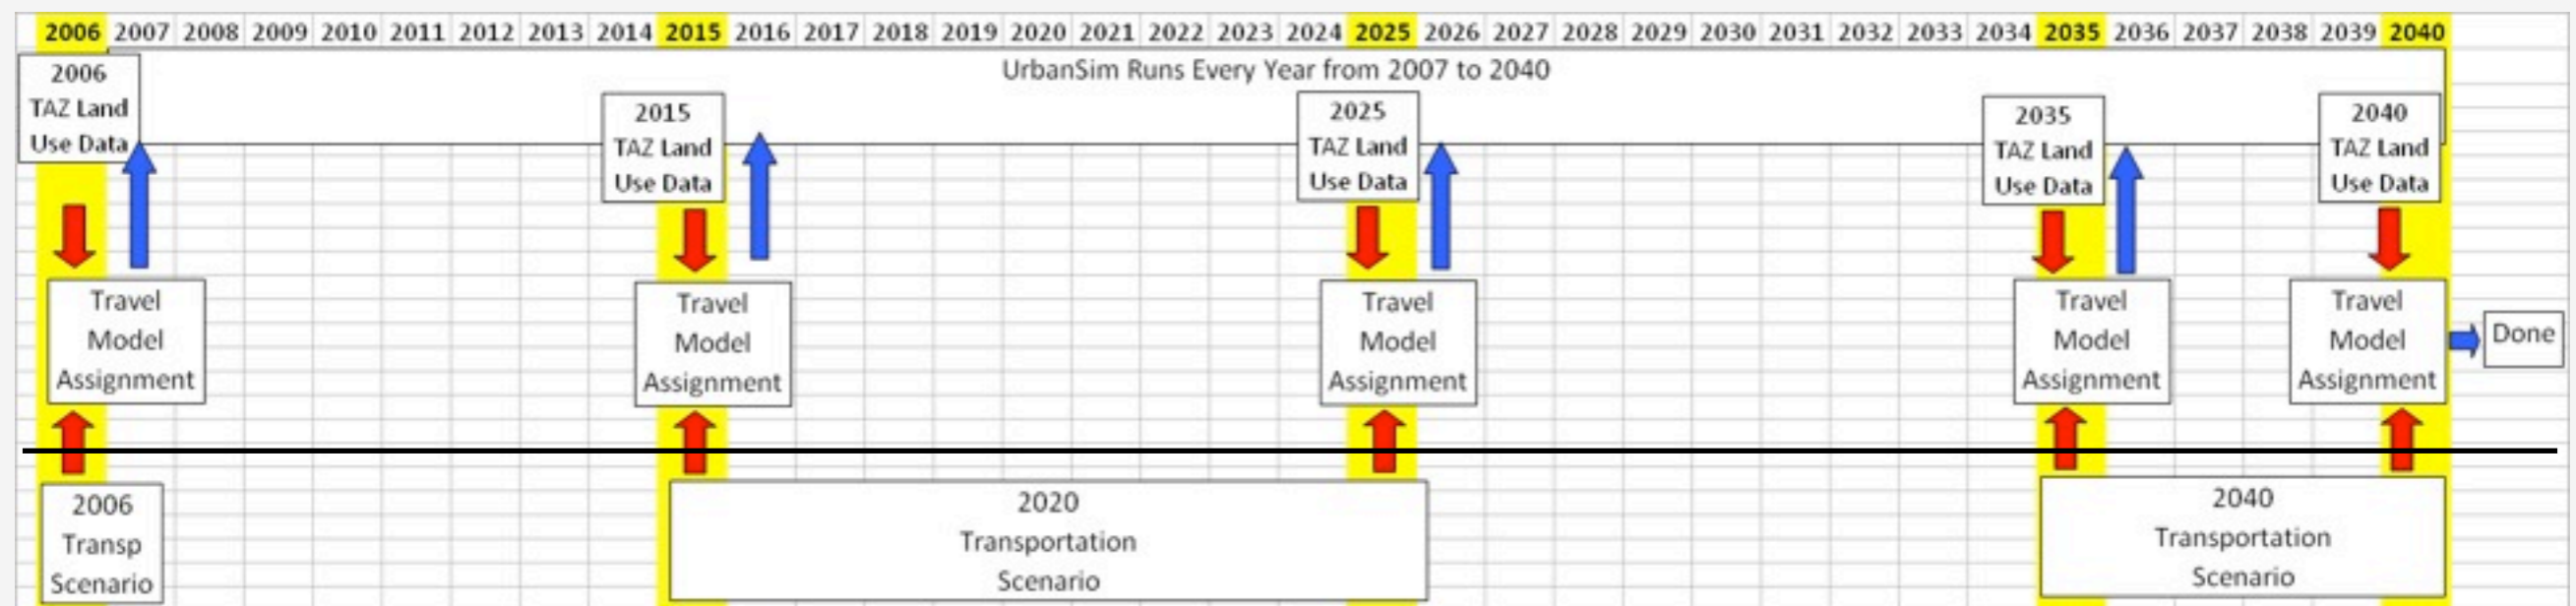 2006 2007 2008 2009 2010 2011 2012 2013 2014 2015 2016 2017 2018 2019 2020 2021 2022 2023 2024 2025 2026 2027 2028 2029 2030 2031 2032 2033 2034 2035 2036 2037 2038 2039 2040
UrbanSim Runs Every Year from 2007 to 2040
2006
TAZ Land
Use Data
2015
TAZ Land
Use Data
2025
TAZ Land
Use Data
2035
TAZ Land
Use Data
2040
TAZ Land
Use Data
Travel
Model
Assignment
Travel
Model
Assignment
Travel
Model
Assignment
Travel
Model
Assignment
Travel
Model
Assignment
Done
2006
Transp
Scenario
2020
Transportation
Scenario
2040
Transportation
Scenario